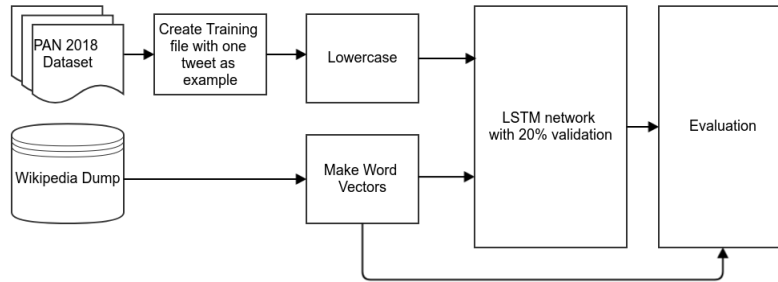 PAN 2018
Dataset
Create Training
file with one
tweet as
example
Lowercase
LSTM network
with 20% validation
Evaluation
Wikipedia Dump
Make Word
Vectors